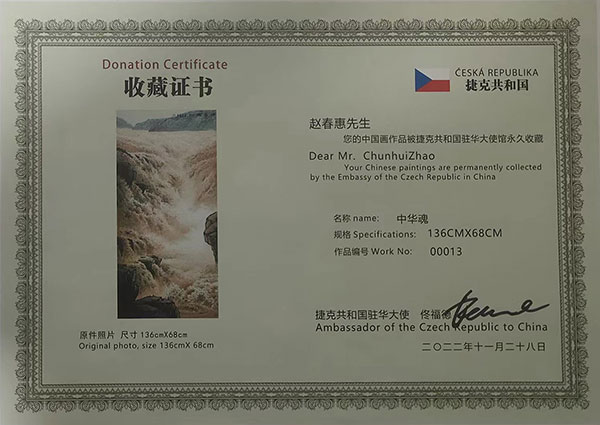 Donation Certificate
收藏证书
ČESKÁ REPUBLIKA
捷克共和国
赵春惠先生
您的中国画作品被捷克共和国驻华大使馆永久收藏
Dear Mr. ChunhuiZhao
Your Chinese paintings are permanently collected
by the Embassy of the Czech Republic in China
名称 name: 中华魂
规格 Specifications: 136CMX68CM
作品编号 Work No: 00013
原件照片 尺寸 136cmX68cm
Original photo, size 136cmX 68cm
捷克共和国驻华大使 佟福德
Ambassador of the Czech Republic to China
二〇二二年十一月二十八日